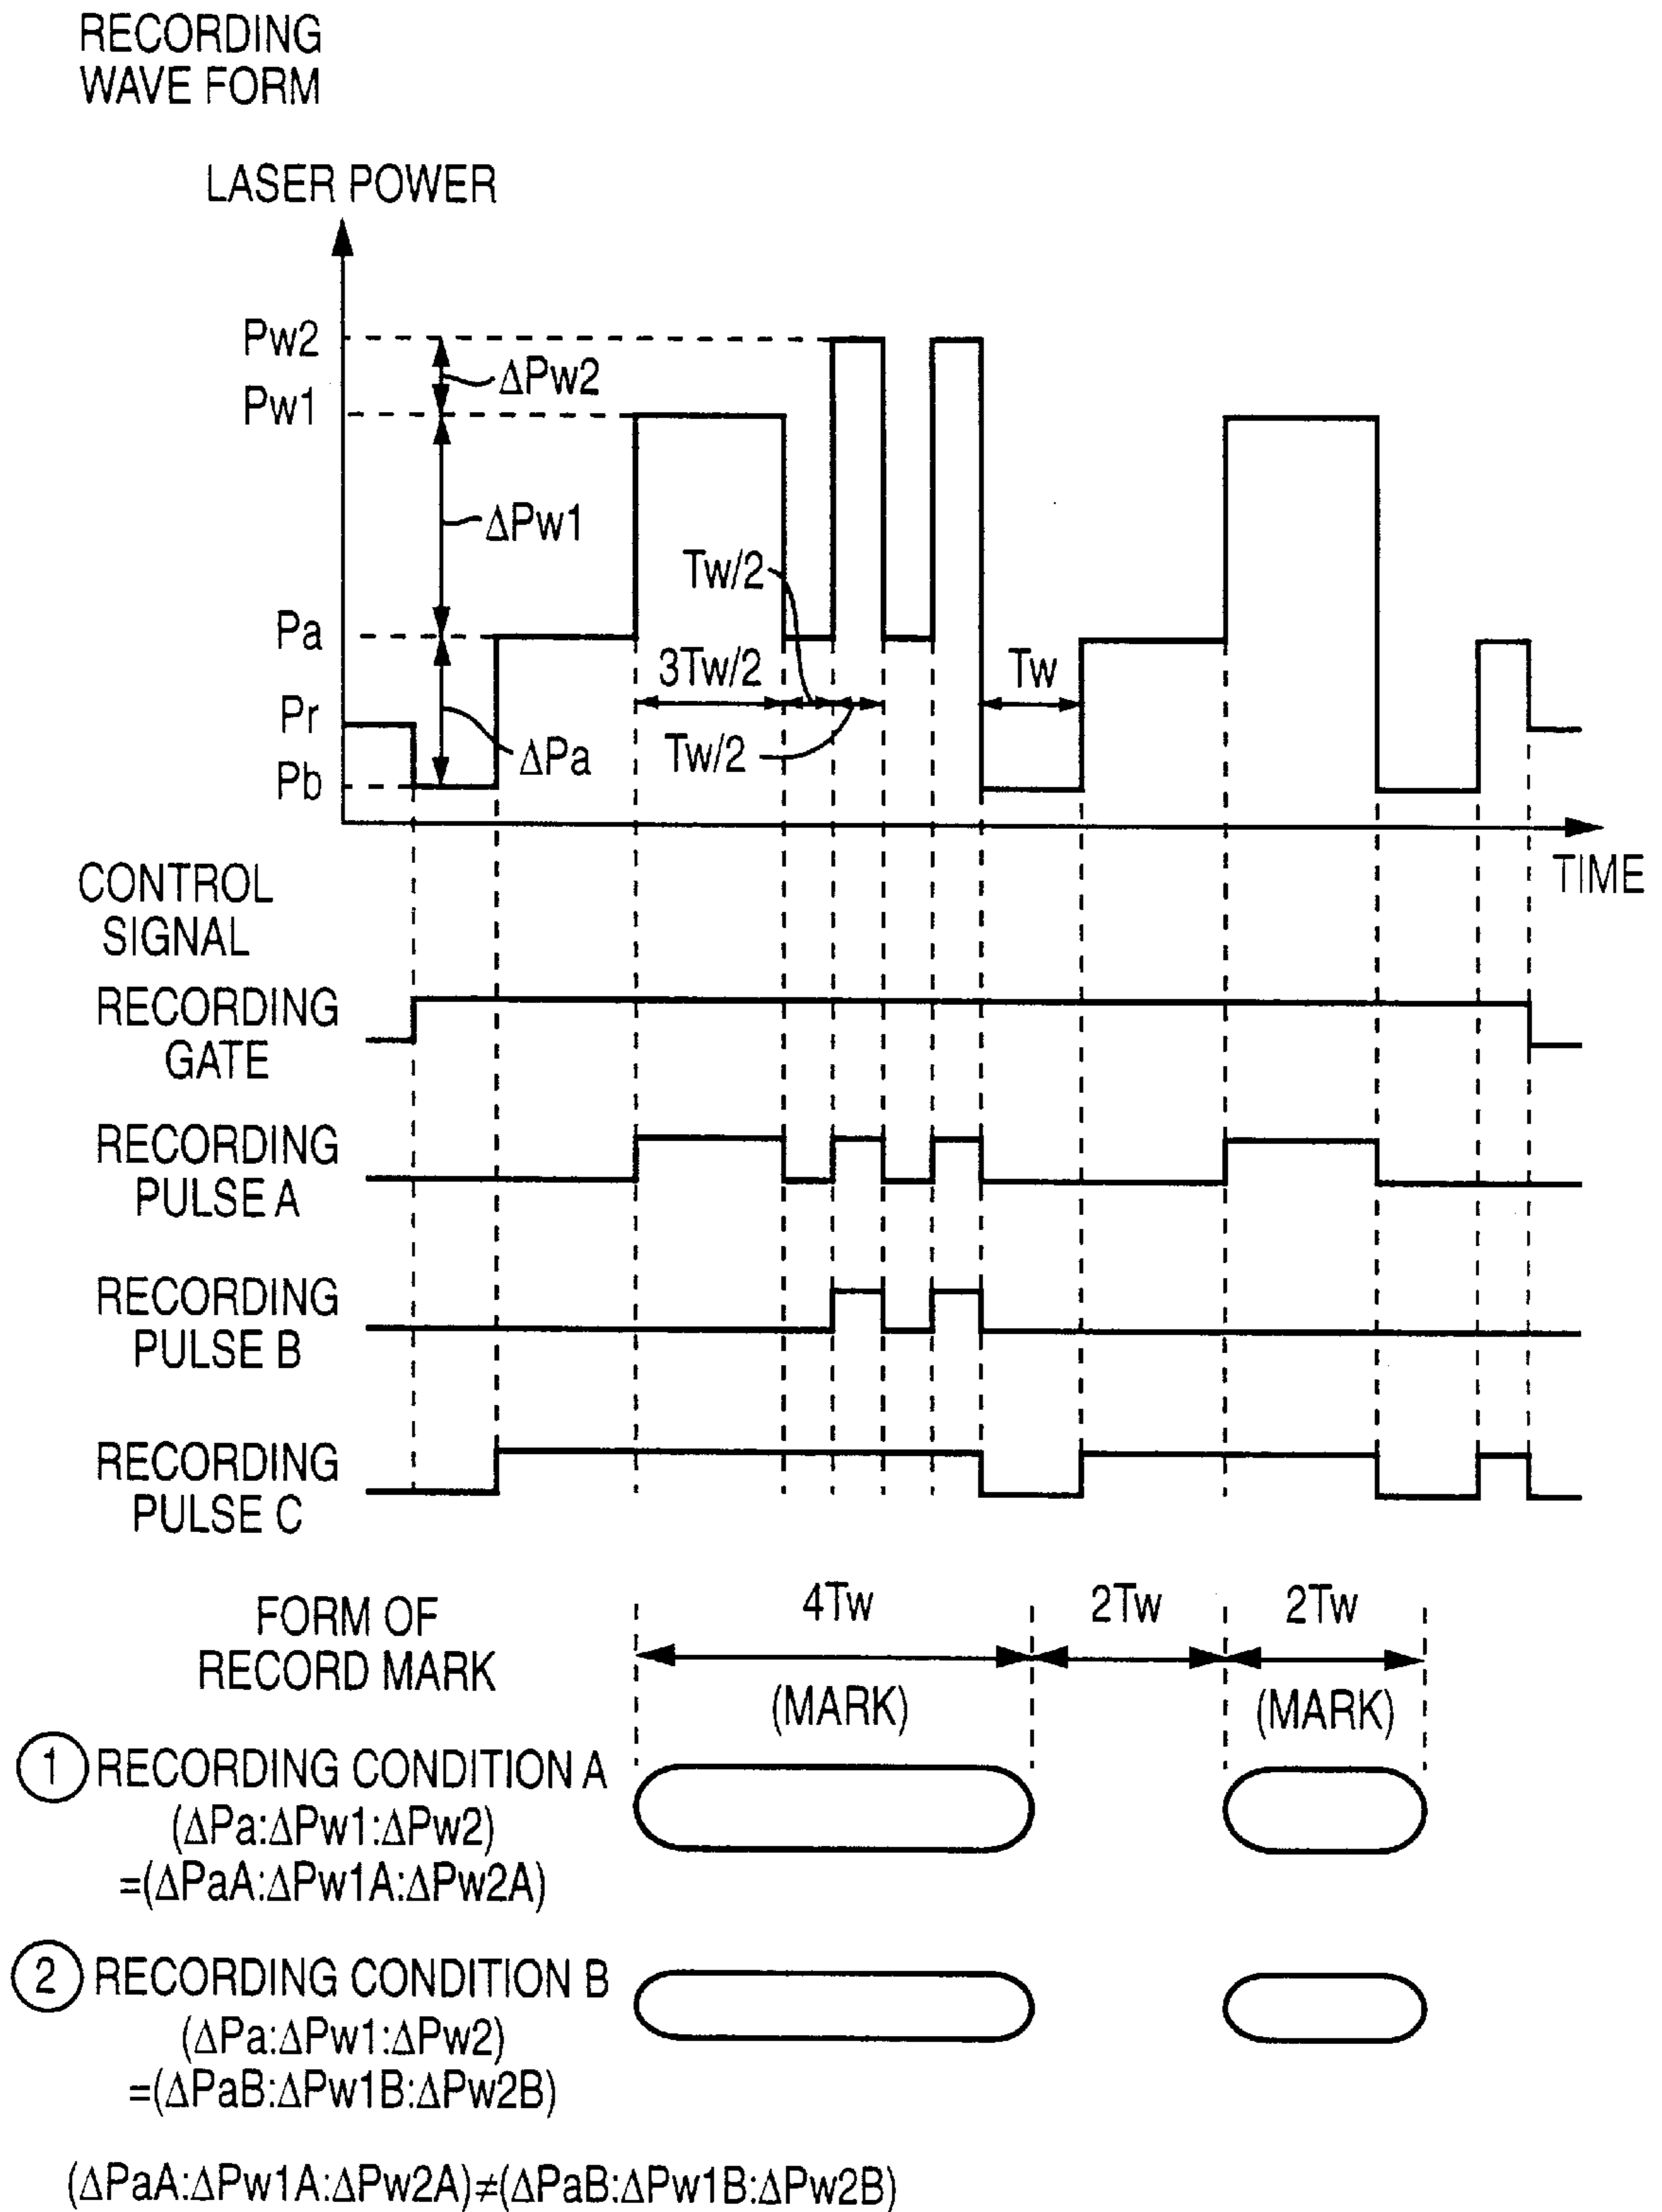 RECORDING
WAVE FORM
LASER POWER
Pw2
ΔPw2
Pw1
ΔPw1
Tw/2
Pa
3Tw/2
Tw
Pr
Tw/2
ΔPa
Pb
TIME
CONTROL
SIGNAL
RECORDING
GATE
RECORDING
PULSE A
RECORDING
PULSE B
RECORDING
PULSE C
FORM OF
RECORD MARK
4Tw
2Tw
2Tw
(MARK)
(MARK)
1 RECORDING CONDITION A
(ΔPa:ΔPw1:ΔPw2)
=(ΔPaA:ΔPw1A:ΔPw2A)
2 RECORDING CONDITION B
(ΔPa:ΔPw1:ΔPw2)
=(ΔPaB:ΔPw1B:ΔPw2B)
(ΔPaA:ΔPw1A:ΔPw2A)≠(ΔPaB:ΔPw1B:ΔPw2B)